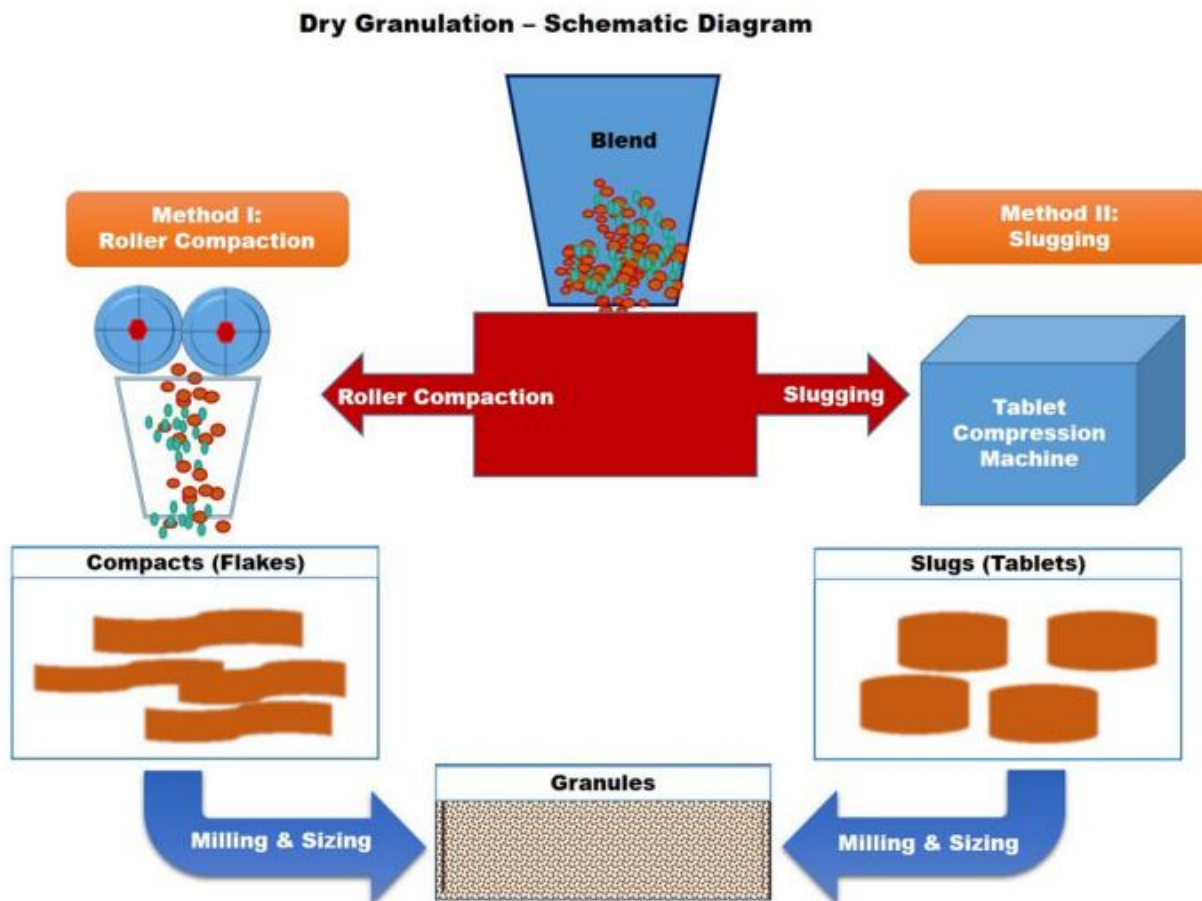 Dry Granulation – Schematic Diagram
Blend
Method I:
Roller Compaction
Method II:
Slugging
Roller Compaction
Slugging
Tablet
Compression
Machine
Compacts (Flakes)
Slugs (Tablets)
Granules
Milling & Sizing
Milling & Sizing